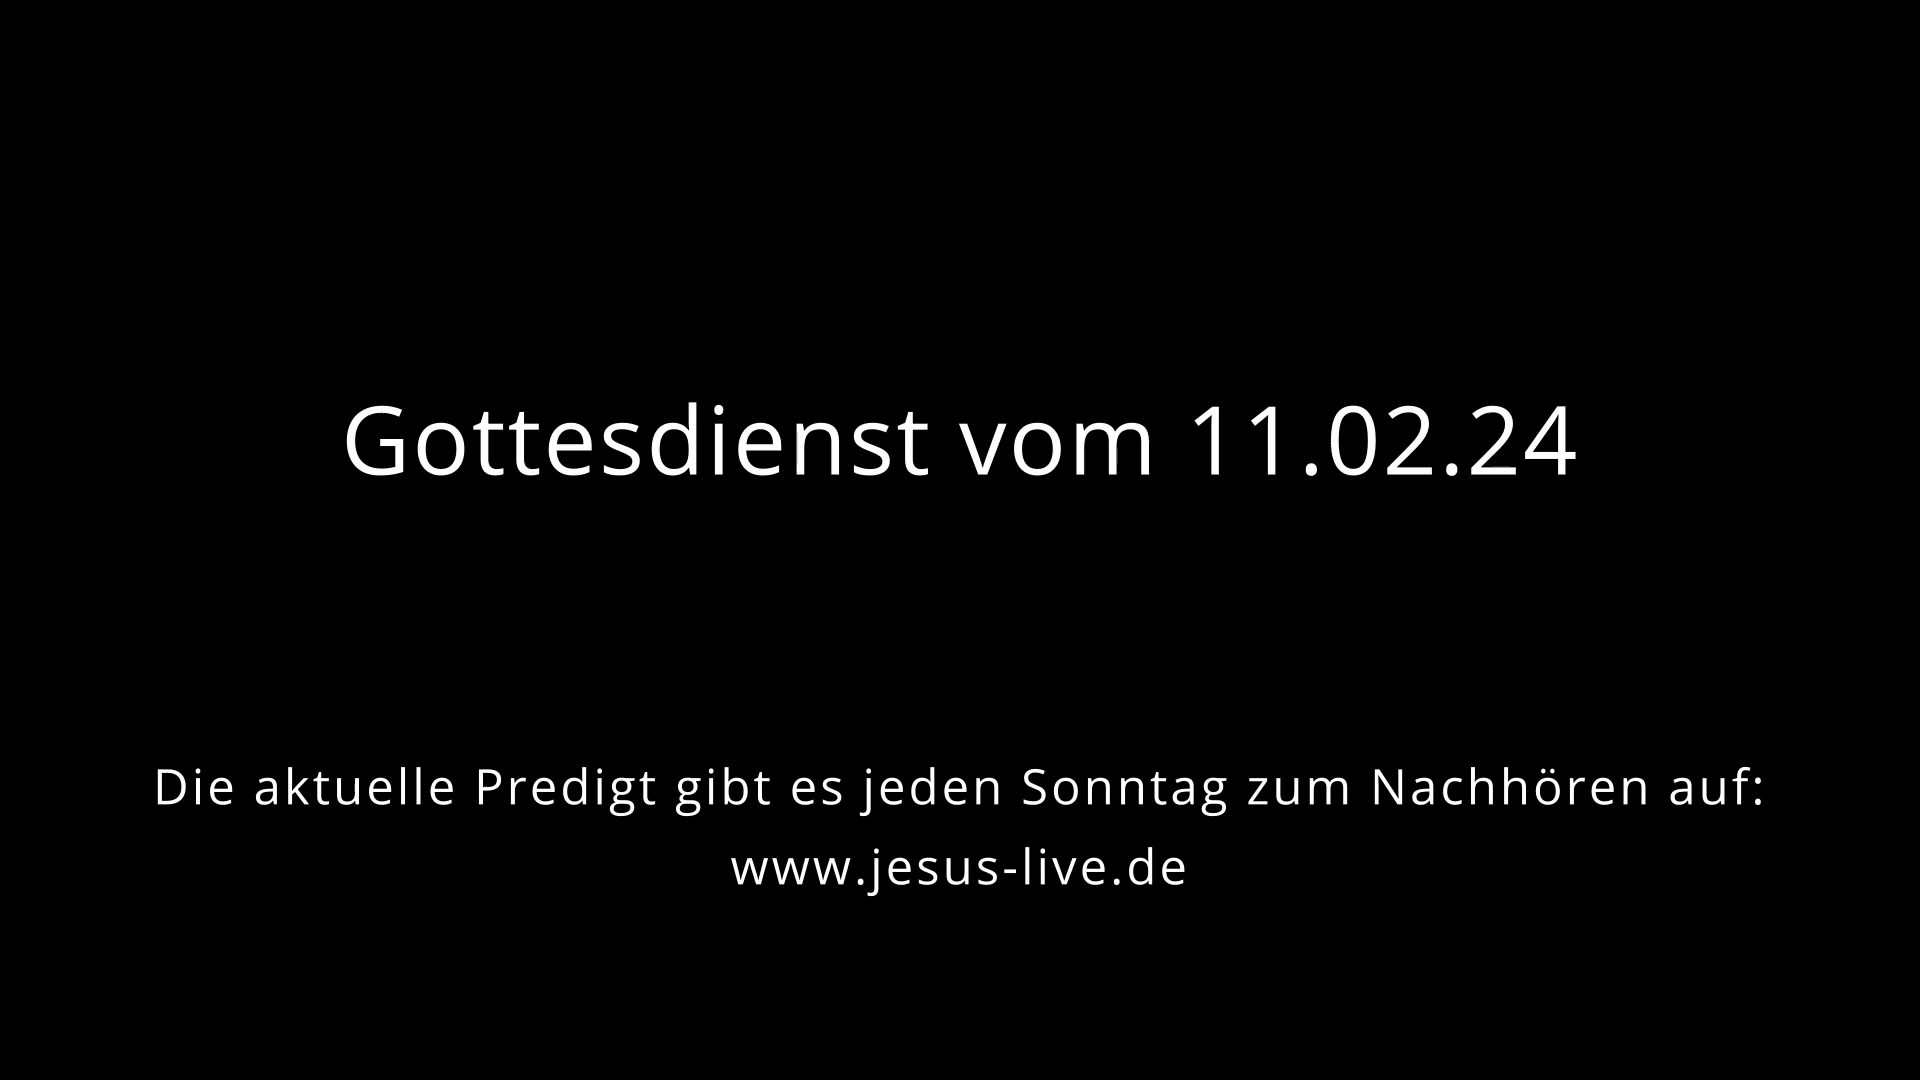 Gottesdienst vom 11.02.24
Die aktuelle Predigt gibt es jeden Sonntag zum Nachhören auf:
www.jesus-live.de